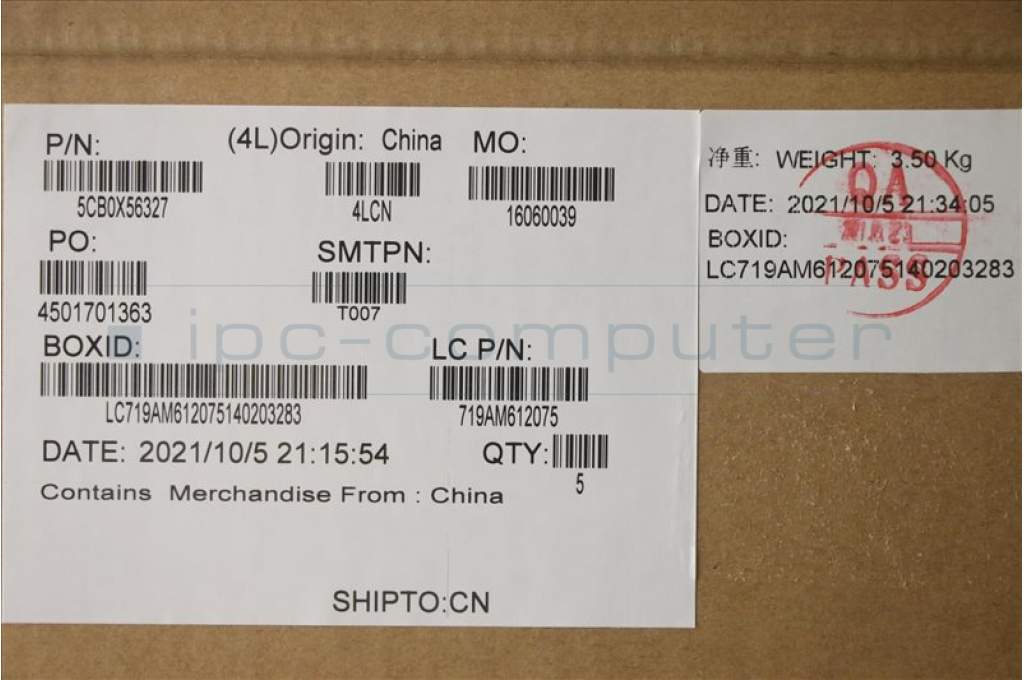 P/N: (4L)Origin: China MO:
5CB0X56327 4LCN 16060039
PO: SMTPN:
4501701363 T007
BOXID: LC P/N:
LC719AM612075140203283 719AM612075
DATE: 2021/10/5 21:15:54 QTY:
5
Contains Merchandise From : China
SHIPTO:CN
净重: WEIGHT: 3.50 Kg
DATE: 2021/10/5 21:34:05
BOXID:
LC719AM612075140203283
QA
PASS
ipc-computer